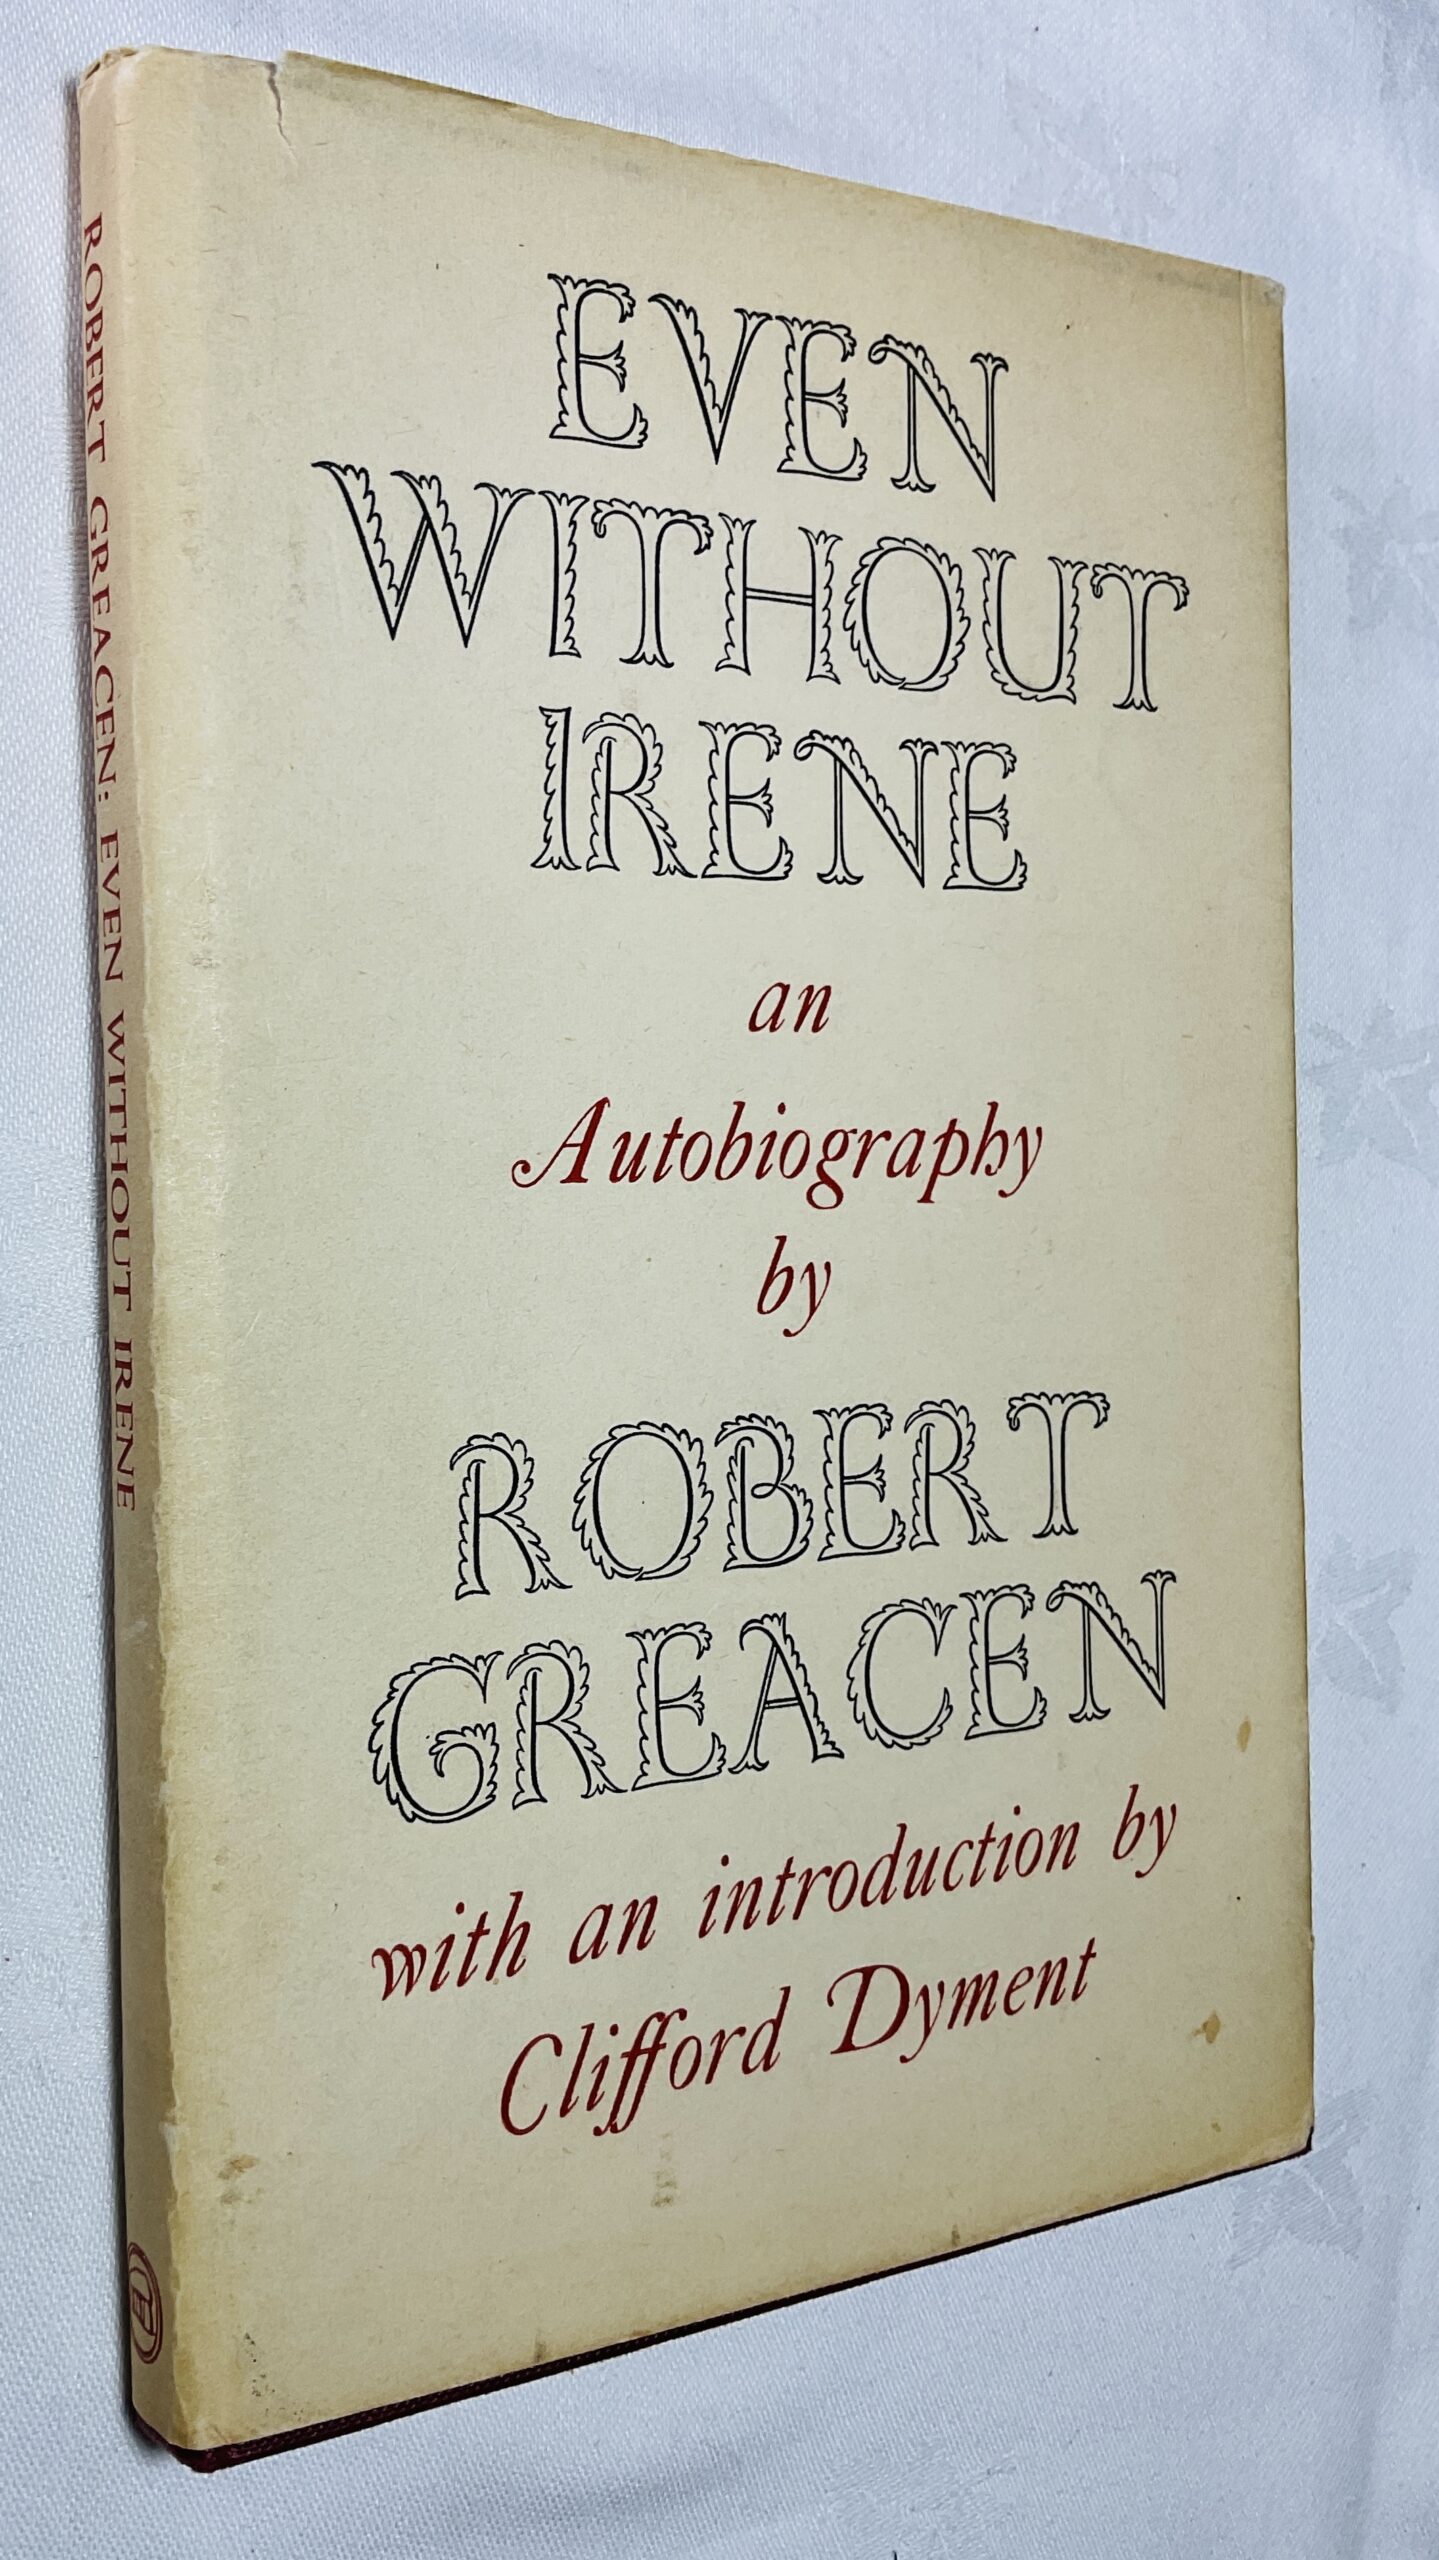 EVEN
WITHOUT
IRENE
an
Autobiography
by
ROBERT
GREACEN
with an introduction by
Clifford Dyment
ROBERT GREACEN: EVEN WITHOUT IRENE